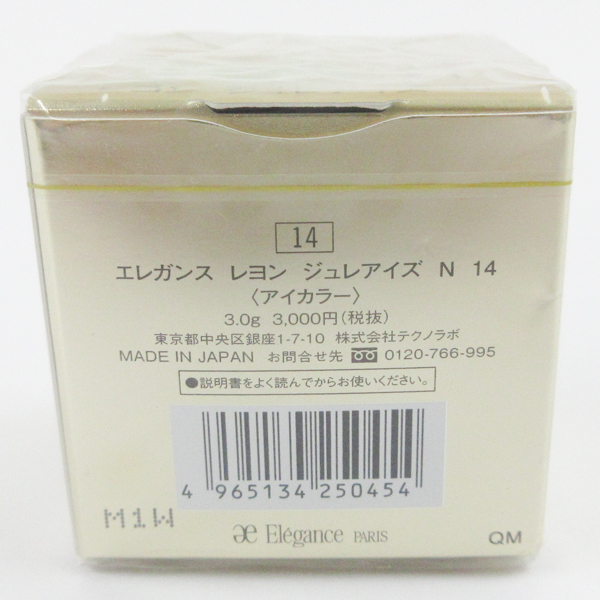 14
エレガンス レヨン ジュレアイズ N 14
〈アイカラー〉
3.0g 3,000円(税抜)
東京都中央区銀座1-7-10 株式会社テクノラボ
MADE IN JAPAN お問合せ先 0120-766-995
●説明書をよく読んでからお使いください。
4 965134 250454
M1W
æ Elégance PARIS
QM